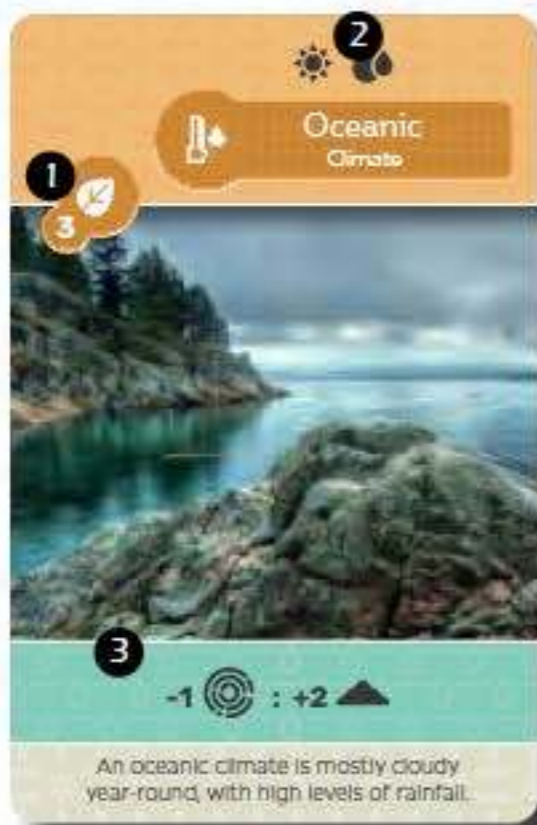 2
Oceanic
Climate
1
3
3
-1 : +2
An oceanic climate is mostly cloudy
year-round, with high levels of rainfall.